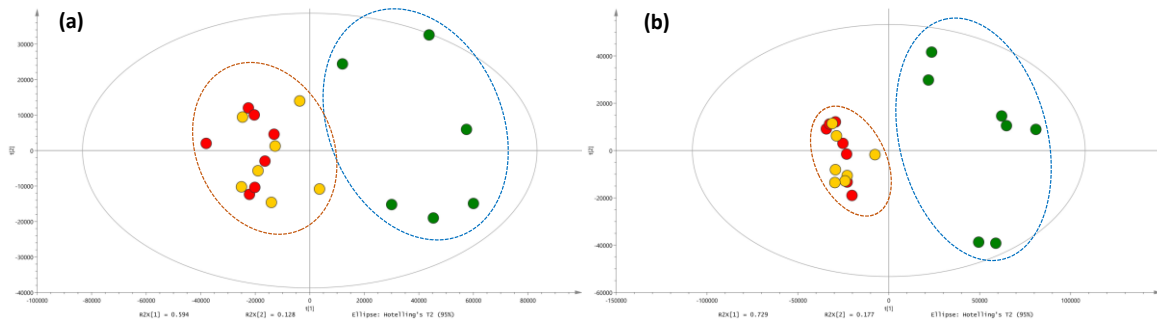 (a)
30000
20000
10000
0
-10000
-20000
-30000
-40000
t[2]
-100000 -80000 -60000 -40000 -20000 0 20000 40000 60000 80000
t[1]
R2X[1] = 0.594 R2X[2] = 0.128 Ellipse: Hotelling's T2 (95%)
(b)
40000
20000
0
-20000
-40000
-60000
t[2]
-150000 -100000 -50000 0 50000 100000
t[1]
R2X[1] = 0.729 R2X[2] = 0.177 Ellipse: Hotelling's T2 (95%)